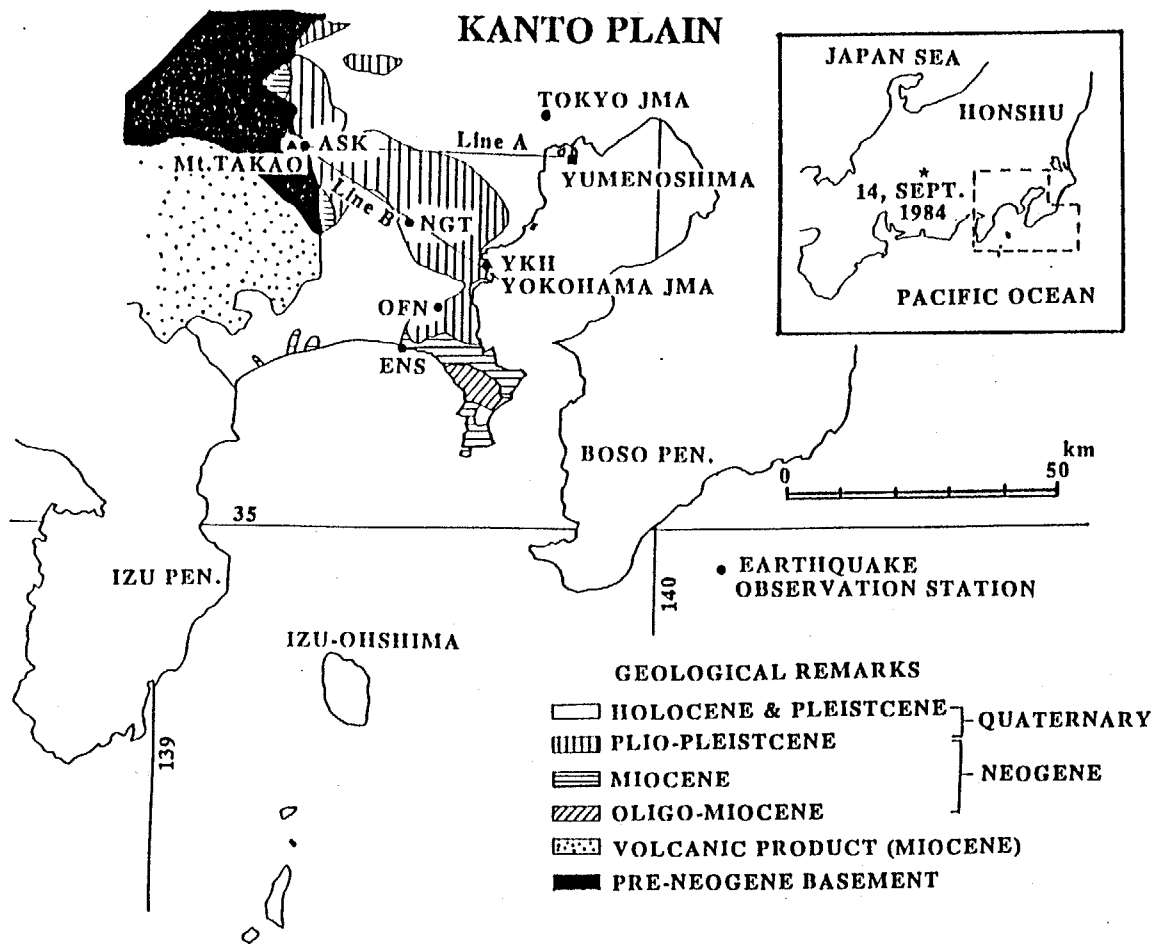 KANTO PLAIN
JAPAN SEA
HONSHU
14, SEPT.
1984
PACIFIC OCEAN
TOKYO JMA
ASK
Line A
Mt. TAKAO
YUMENOSHIMA
Line B
NGT
YKH
YOKOHAMA JMA
OFN
ENS
BOSO PEN.
km
0
50
35
IZU PEN.
140
EARTHQUAKE
OBSERVATION STATION
IZU-OHSHIMA
139
GEOLOGICAL REMARKS
HOLOCENE & PLEISTCENE
QUATERNARY
PLIO-PLEISTCENE
NEOGENE
MIOCENE
OLIGO-MIOCENE
VOLCANIC PRODUCT (MIOCENE)
PRE-NEOGENE BASEMENT